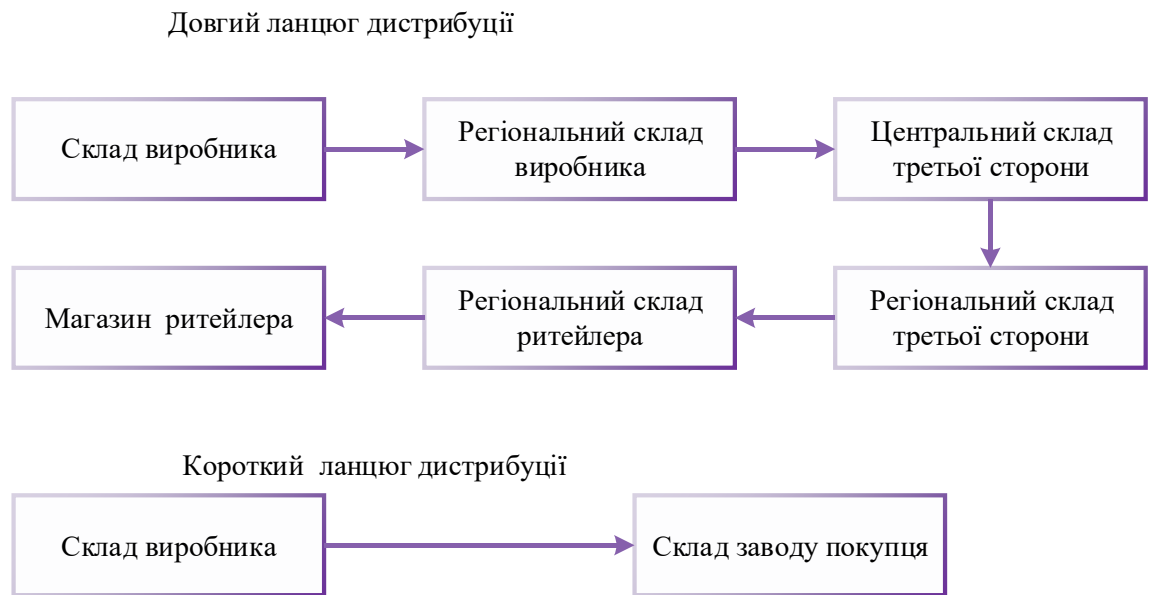 Довгий ланцюг дистрибуції
Склад виробника
Регіональний склад
виробника
Центральний склад
третьої сторони
Магазин ритейлера
Регіональний склад
ритейлера
Регіональний склад
третьої сторони
Короткий ланцюг дистрибуції
Склад виробника
Склад заводу покупця